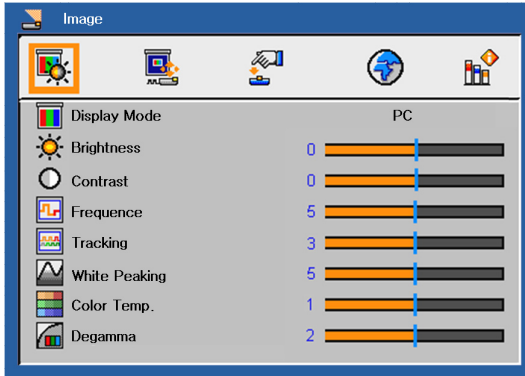 Image
Display Mode PC
Brightness 0
Contrast 0
Frequence 5
Tracking 3
White Peaking 5
Color Temp. 1
Degamma 2